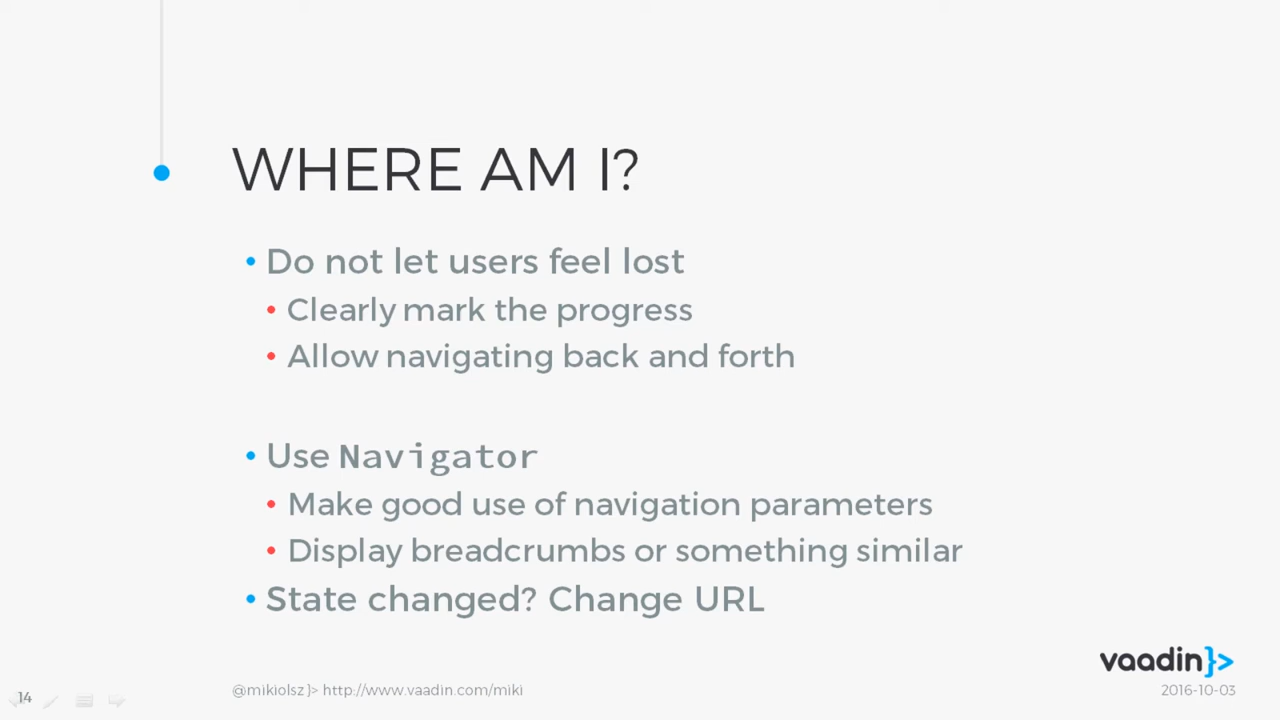 WHERE AM I?
• Do not let users feel lost
• Clearly mark the progress
• Allow navigating back and forth
• Use Navigator
• Make good use of navigation parameters
• Display breadcrumbs or something similar
• State changed? Change URL
vaadin}>
14
@mikiolsz }> http://www.vaadin.com/miki
2016-10-03